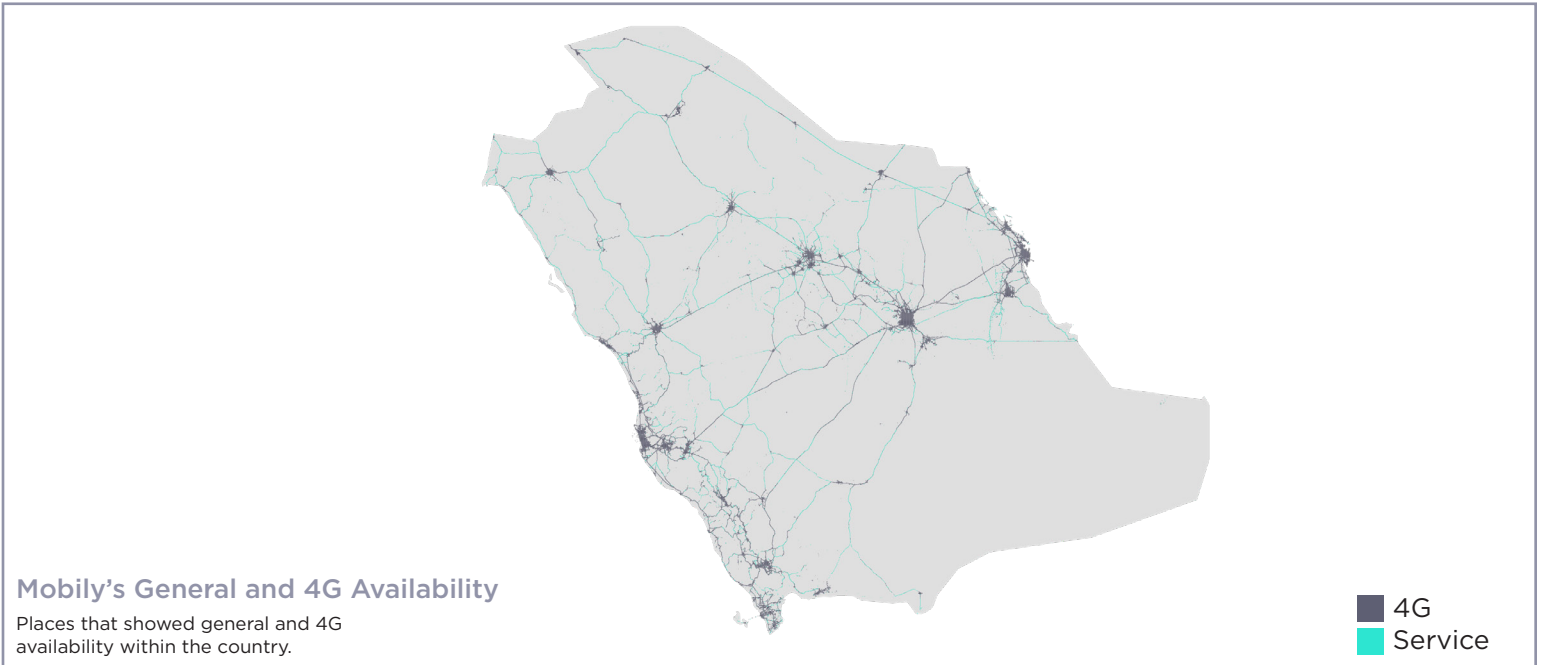 Mobily’s General and 4G Availability
Places that showed general and 4G
availability within the country.
4G
Service